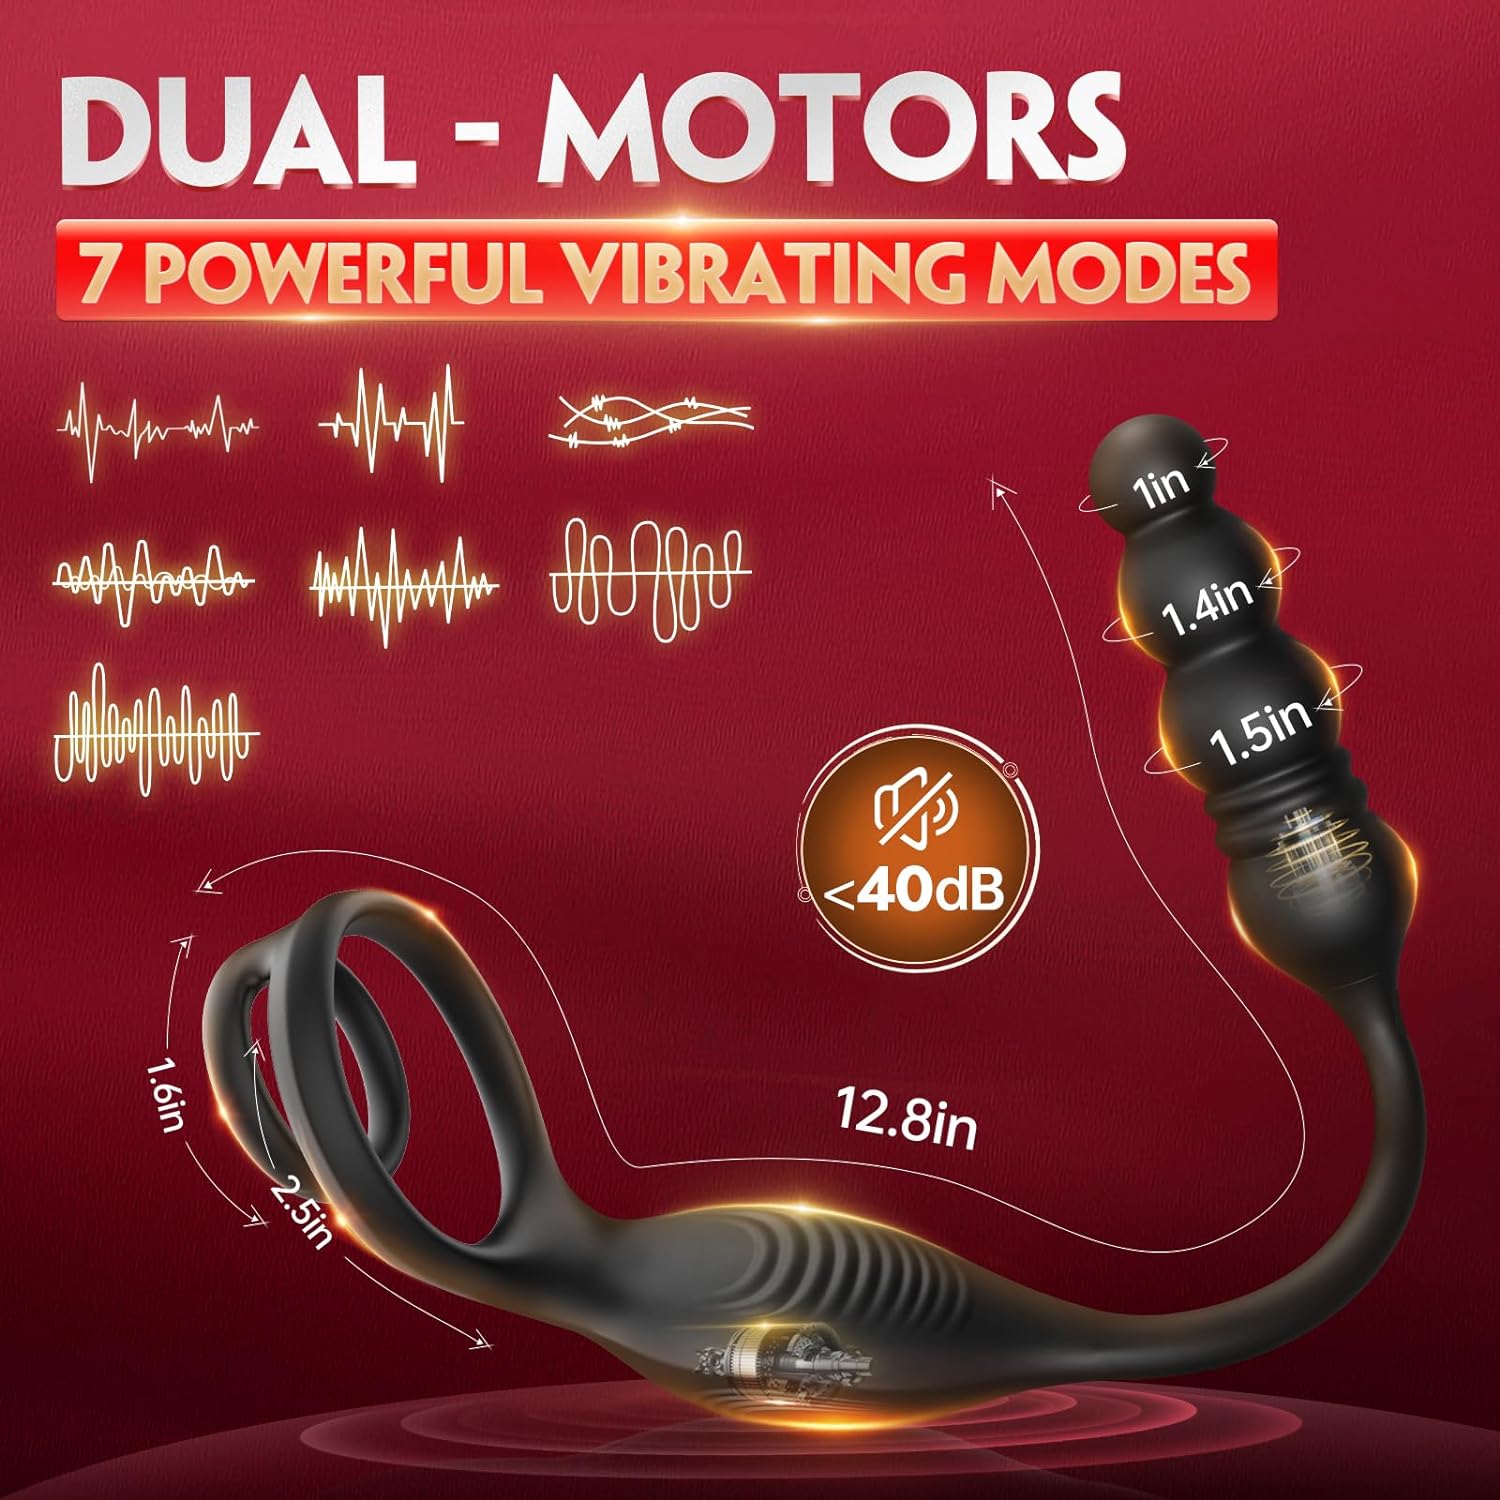 DUAL - MOTORS
7 POWERFUL VIBRATING MODES
1in
1.4in
1.5in
<40dB
1.6in
2.5in
12.8in